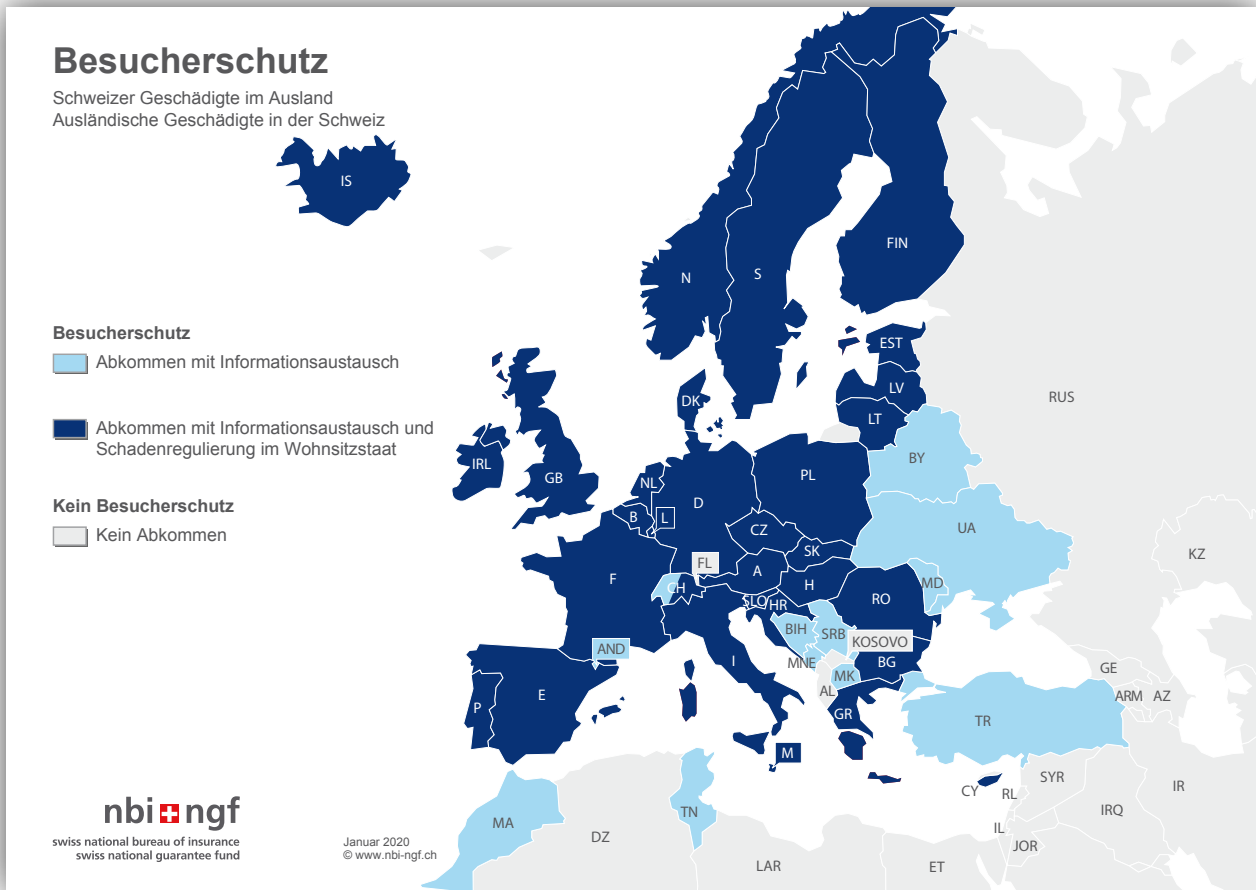 Besucherschutz
Schweizer Geschädigte im Ausland
Ausländische Geschädigte in der Schweiz
IS
FIN
N
S
Besucherschutz
Abkommen mit Informationsaustausch
EST
LV
DK
RUS
LT
Abkommen mit Informationsaustausch und
Schadenregulierung im Wohnsitzstaat
BY
IRL
GB
NL
PL
D
B
L
Kein Besucherschutz
Kein Abkommen
CZ
UA
SK
KZ
FL
A
F
CH
H
MD
RO
SLO
HR
BIH
SRB
KOSOVO
AND
MNE
I
BG
GE
MK
AL
ARM
AZ
P
E
GR
TR
M
SYR
CY
RL
IR
nbi ngf
swiss national bureau of insurance
swiss national guarantee fund
MA
TN
IRQ
IL
DZ
JOR
Januar 2020
© www.nbi-ngf.ch
LAR
ET